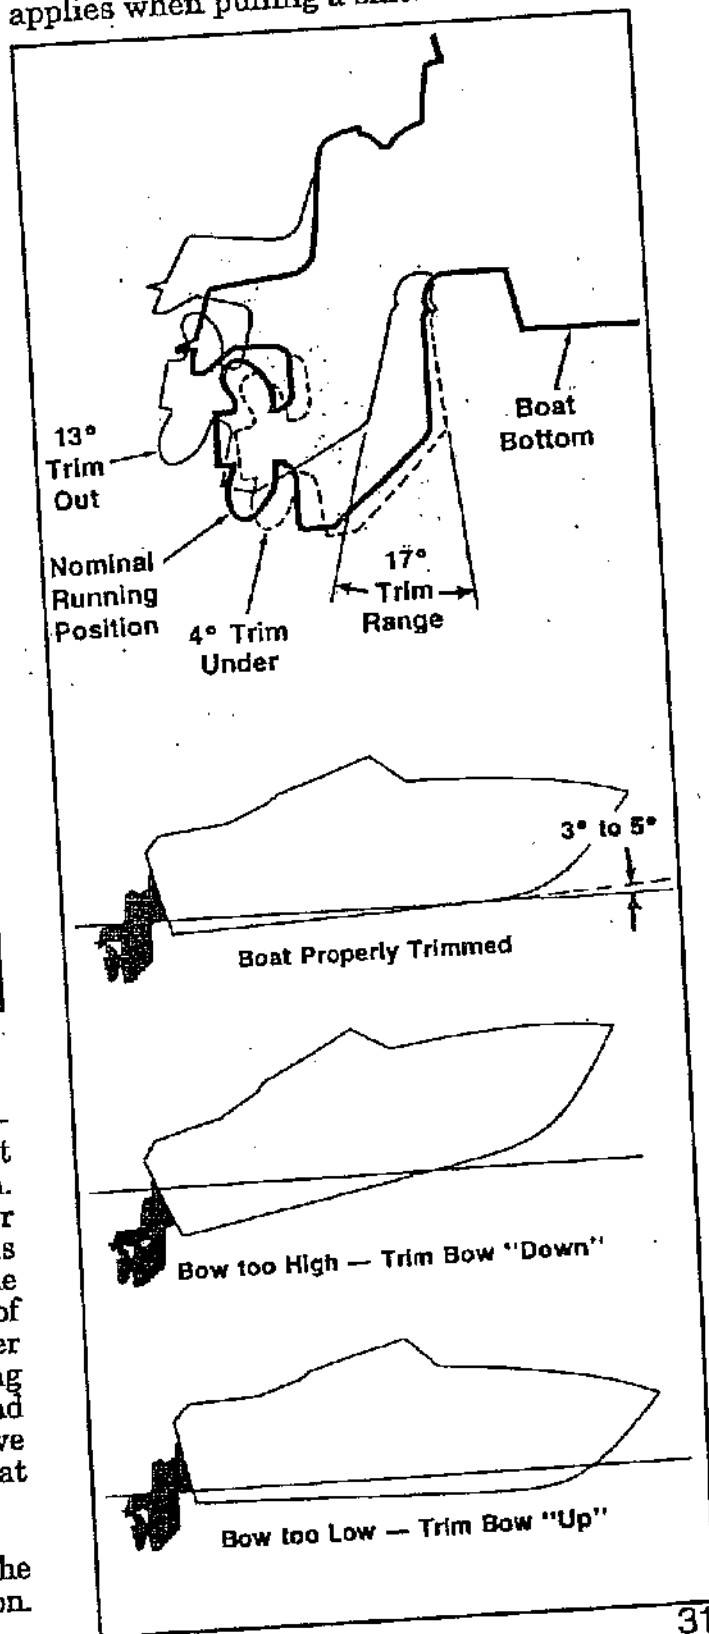 applies when pulling a
13°
Trim
Out
Nominal
Running
Position
4° Trim
Under
17°
Trim
Range
Boat
Bottom
3° to 5°
Boat Properly Trimmed
Bow too High — Trim Bow "Down"
Bow too Low — Trim Bow "Up"
of
31